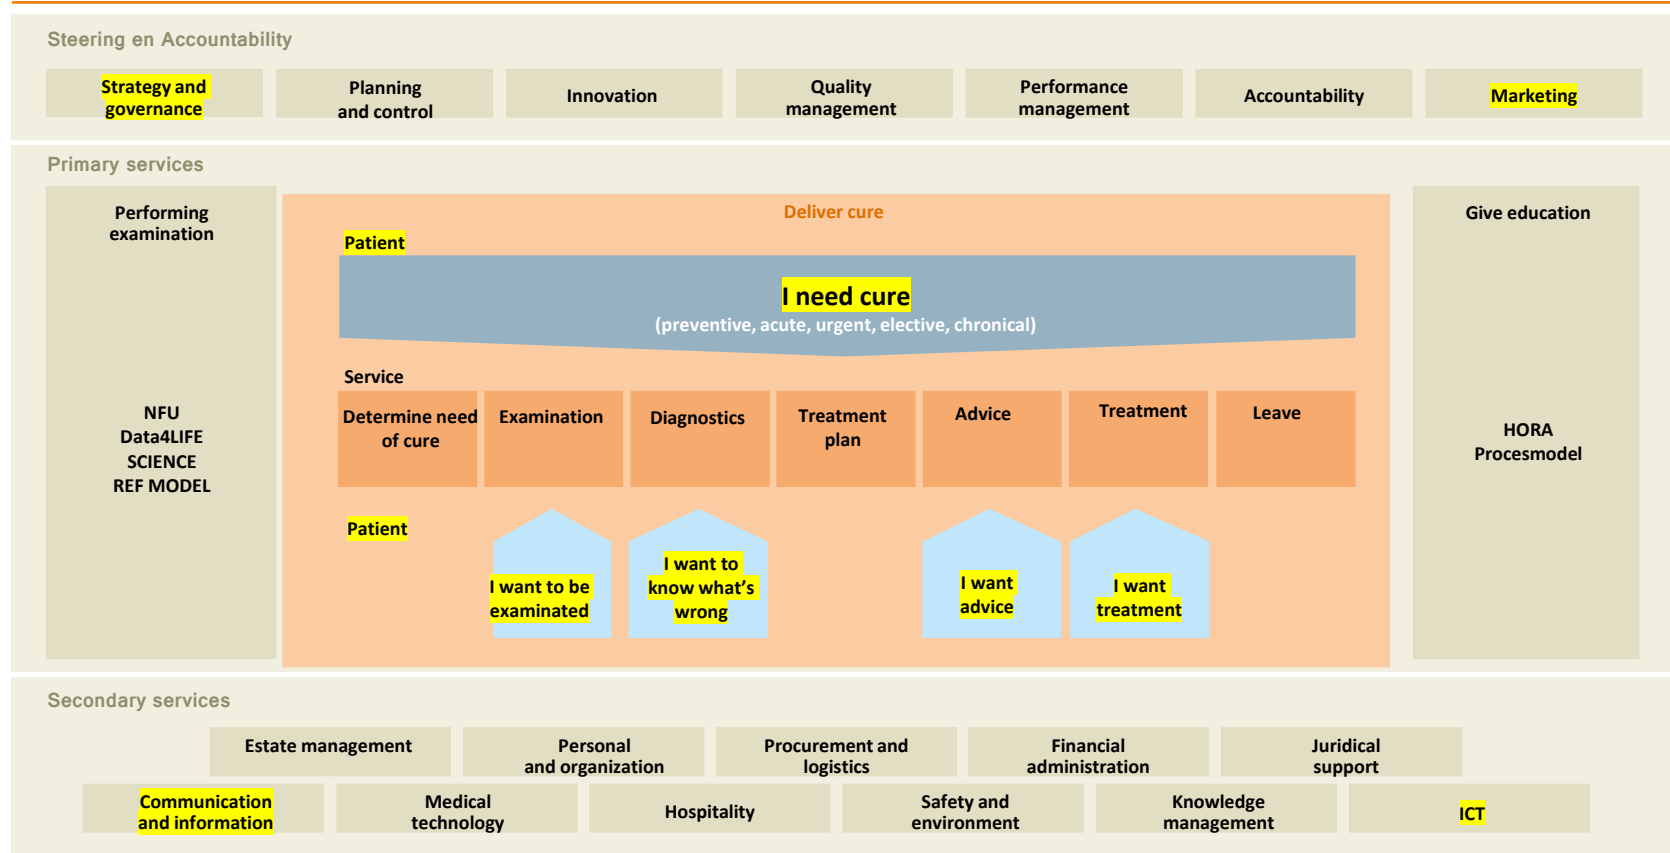 Steering en Accountability
Strategy and
governance
Planning
and control
Innovation
Quality
management
Performance
management
Accountability
Marketing
Primary services
Performing
examination
NFU
Data4LIFE
SCIENCE
REF MODEL
Deliver cure
Patient
I need cure
(preventive, acute, urgent, elective, chronical)
Service
Determine need
of cure
Examination
Diagnostics
Treatment
plan
Advice
Treatment
Leave
Patient
I want to be
examinated
I want to
know what's
wrong
I want
advice
I want
treatment
Give education
HORA
Procesmodel
Secondary services
Estate management
Personal
and organization
Procurement and
logistics
Financial
administration
Juridical
support
Communication
and information
Medical
technology
Hospitality
Safety and
environment
Knowledge
management
ICT